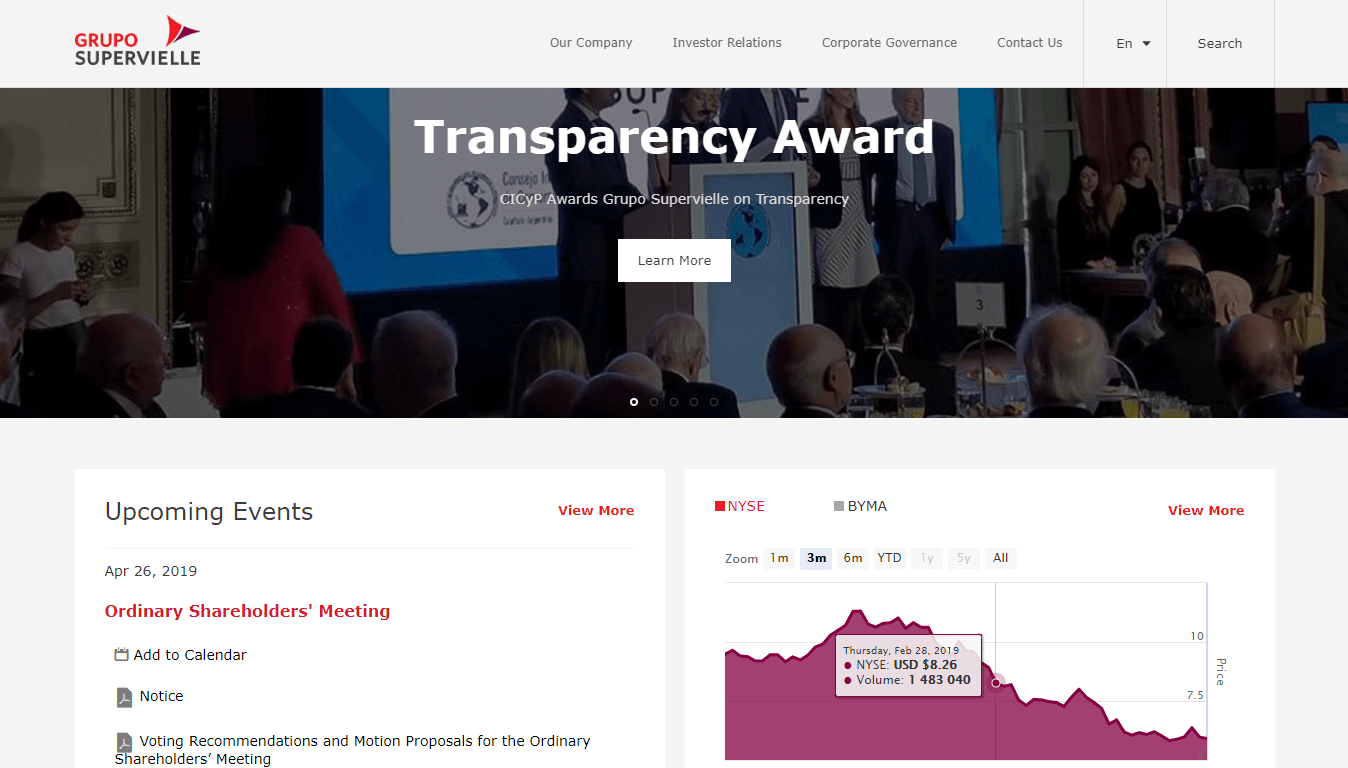 GRUPO
SUPERVIELLE
Our Company
Investor Relations
Corporate Governance
Contact Us
En
Search
Transparency Award
Consejo
CICyP Awards Grupo Supervielle on Transparency
Learn More
3
Upcoming Events
View More
Apr 26, 2019
Ordinary Shareholders' Meeting
Add to Calendar
Notice
Voting Recommendations and Motion Proposals for the Ordinary
Shareholders’ Meeting
NYSE
BYMA
View More
Zoom 1m 3m 6m YTD 1y 5y All
10
7.5
5
Price
Thursday, Feb 28, 2019
NYSE: USD $8.26
Volume: 1 483 040